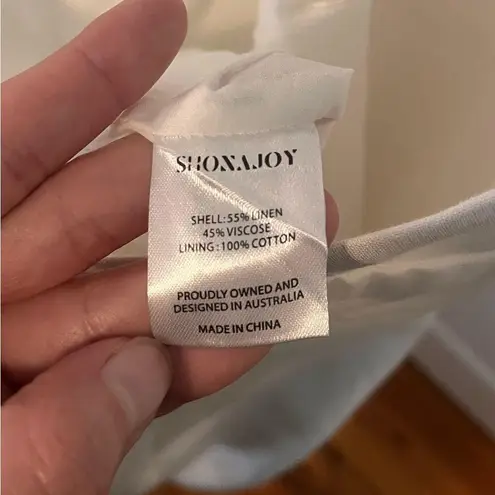 SHONAJOY
SHELL: 55% LINEN
45% VISCOSE
LINING: 100% COTTON
PROUDLY OWNED AND
DESIGNED IN AUSTRALIA
MADE IN CHINA